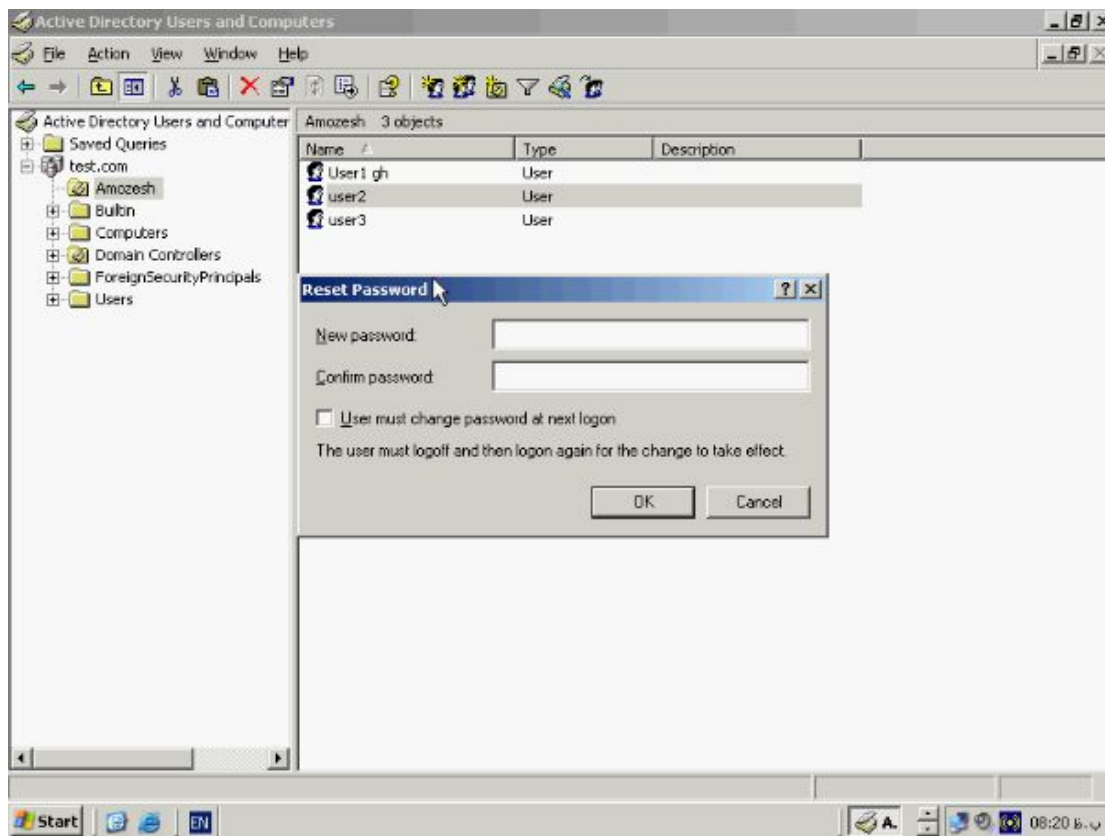 Active Directory Users and Computers
File Action View Window Help
Active Directory Users and Computer
Saved Queries
test.com
Amozesh
Builtin
Computers
Domain Controllers
ForeignSecurityPrincipals
Users
Amozesh 3 objects
Name Type Description
User1 gh User
user2 User
user3 User
Reset Password
New password:
Confirm password:
User must change password at next logon
The user must logoff and then logon again for the change to take effect.
OK Cancel
Start EN A. 08:20 ب.ظ